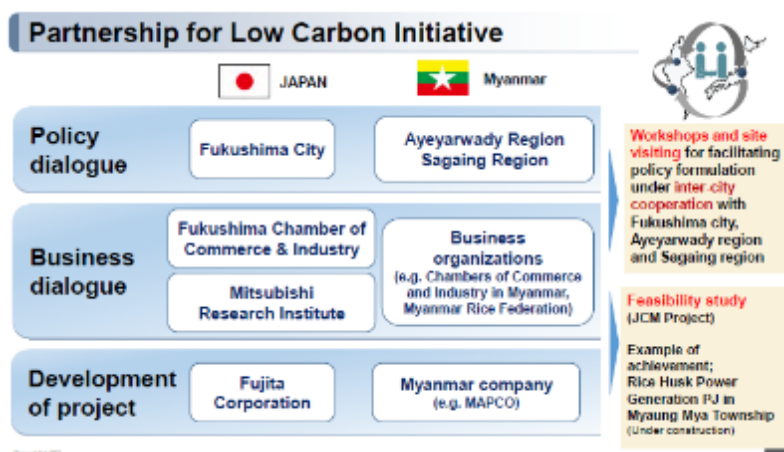 Partnership for Low Carbon Initiative
JAPAN
Myanmar
Policy
dialogue
Fukushima City
Ayeyarwady Region
Sagaing Region
Business
dialogue
Fukushima Chamber of
Commerce & Industry
Mitsubishi
Research Institute
Business
organizations
(e.g. Chambers of Commerce
and Industry in Myanmar,
Myanmar Rice Federation)
Development
of project
Fujita
Corporation
Myanmar company
(e.g. MAPCO)
Workshops and site
visiting for facilitating
policy formulation
under inter-city
cooperation with
Fukushima city,
Ayeyarwady region
and Sagaing region
Feasibility study
(JCM Project)
Example of
achievement;
Rice Husk Power
Generation PJ in
Myaung Mya Township
(Under construction)